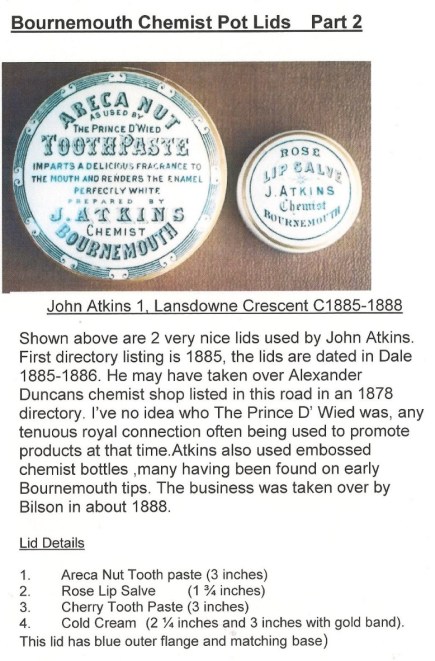 Bournemouth Chemist Pot Lids Part 2
ARECA NUT
AS USED BY
THE PRINCE D'WIED
TOOTH PASTE
IMPARTS A DELICIOUS FRAGRANCE TO
THE MOUTH AND RENDERS THE ENAMEL
PERFECTLY WHITE
PREPARED BY
J. ATKINS
CHEMIST
BOURNEMOUTH
ROSE
LIP SALVE
J. ATKINS
Chemist
BOURNEMOUTH
John Atkins 1, Lansdowne Crescent C1885-1888
Shown above are 2 very nice lids used by John Atkins.
First directory listing is 1885, the lids are dated in Dale
1885-1886. He may have taken over Alexander
Duncans chemist shop listed in this road in an 1878
directory. I've no idea who The Prince D' Wied was, any
tenuous royal connection often being used to promote
products at that time.Atkins also used embossed
chemist bottles ,many having been found on early
Bournemouth tips. The business was taken over by
Bilson in about 1888.
Lid Details
1. Areca Nut Tooth paste (3 inches)
2. Rose Lip Salve (1 ¾ inches)
3. Cherry Tooth Paste (3 inches)
4. Cold Cream (2 ¼ inches and 3 inches with gold band).
This lid has blue outer flange and matching base)